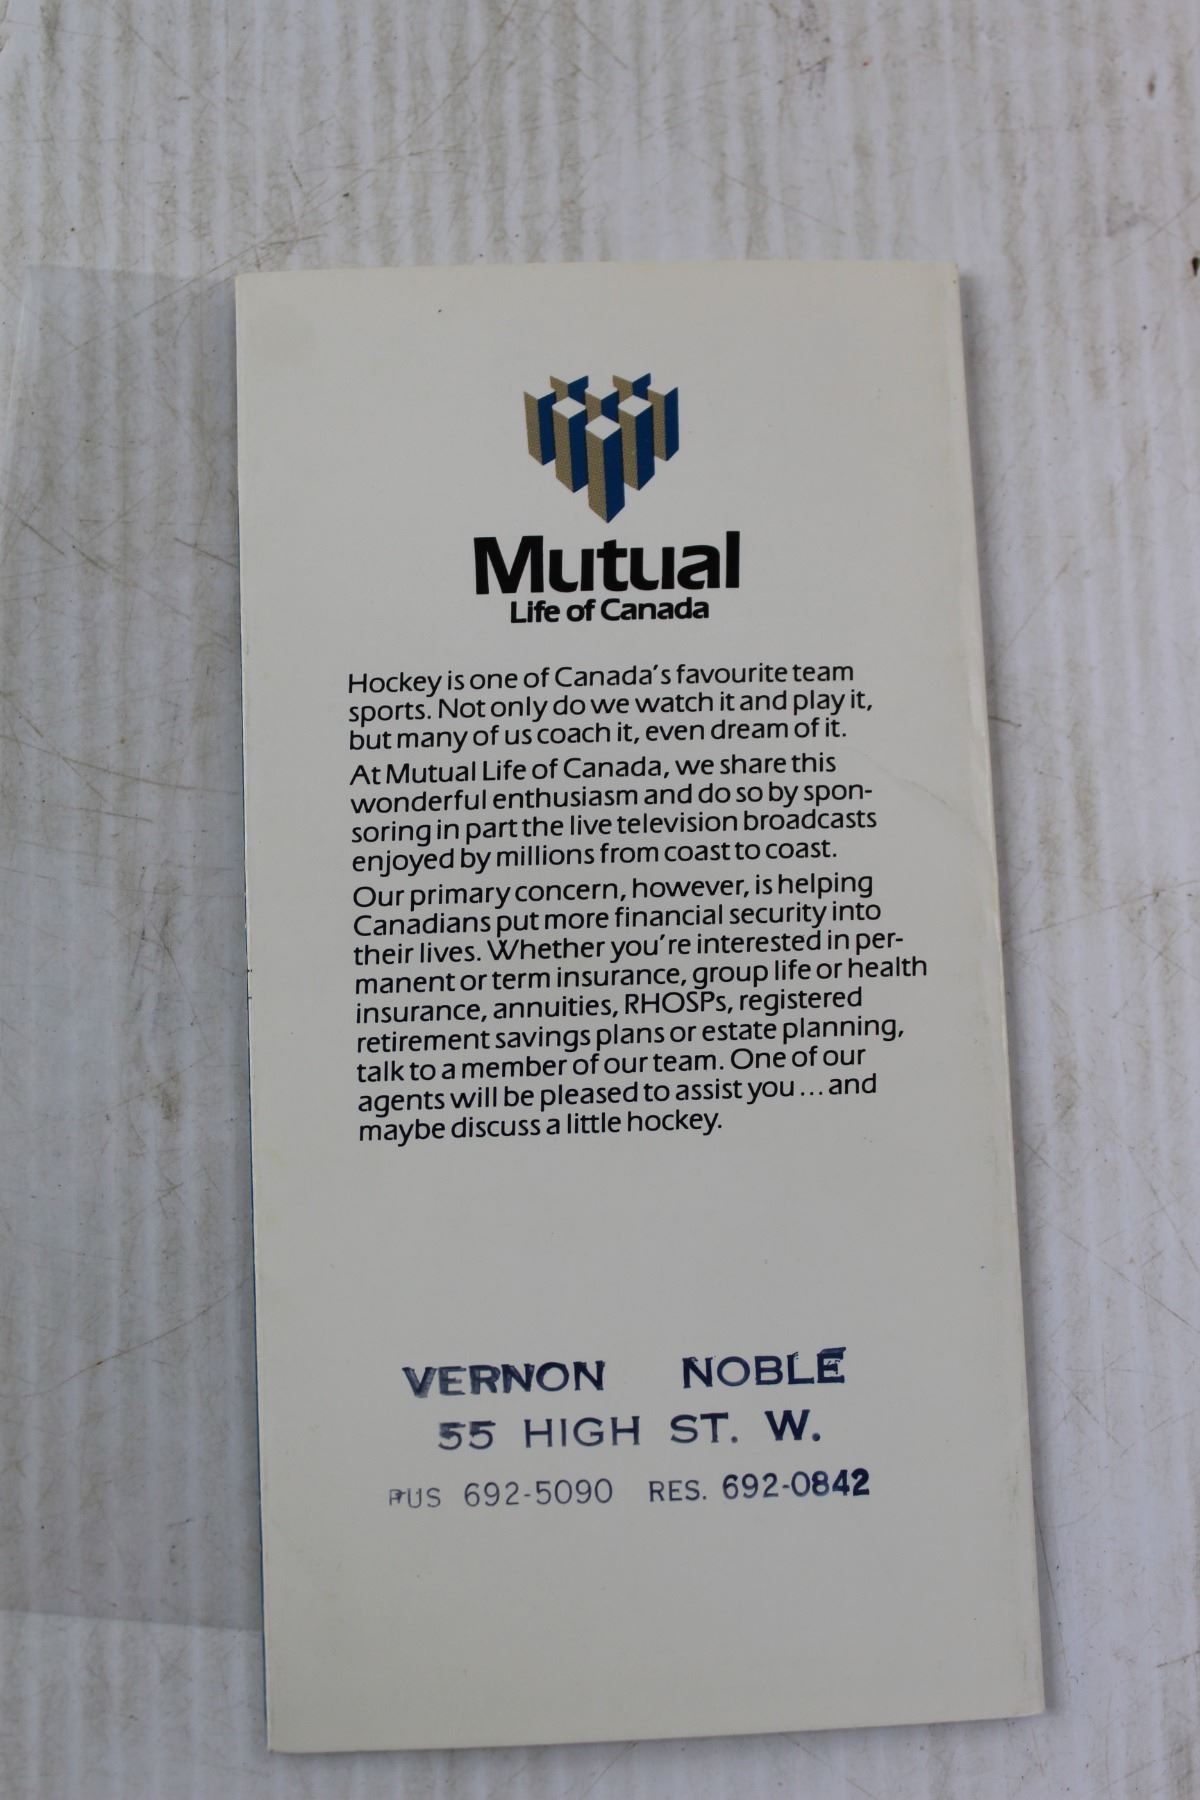 Mutual
Life of Canada
Hockey is one of Canada's favourite team
sports. Not only do we watch it and play it,
but many of us coach it, even dream of it.
At Mutual Life of Canada, we share this
wonderful enthusiasm and do so by spon-
soring in part the live television broadcasts
enjoyed by millions from coast to coast.
Our primary concern, however, is helping
Canadians put more financial security into
their lives. Whether you're interested in per-
manent or term insurance, group life or health
insurance, annuities, RHOSPs, registered
retirement savings plans or estate planning,
talk to a member of our team. One of our
agents will be pleased to assist you...and
maybe discuss a little hockey.
VERNON NOBLE
55 HIGH ST. W.
BUS 692-5090 RES. 692-0842